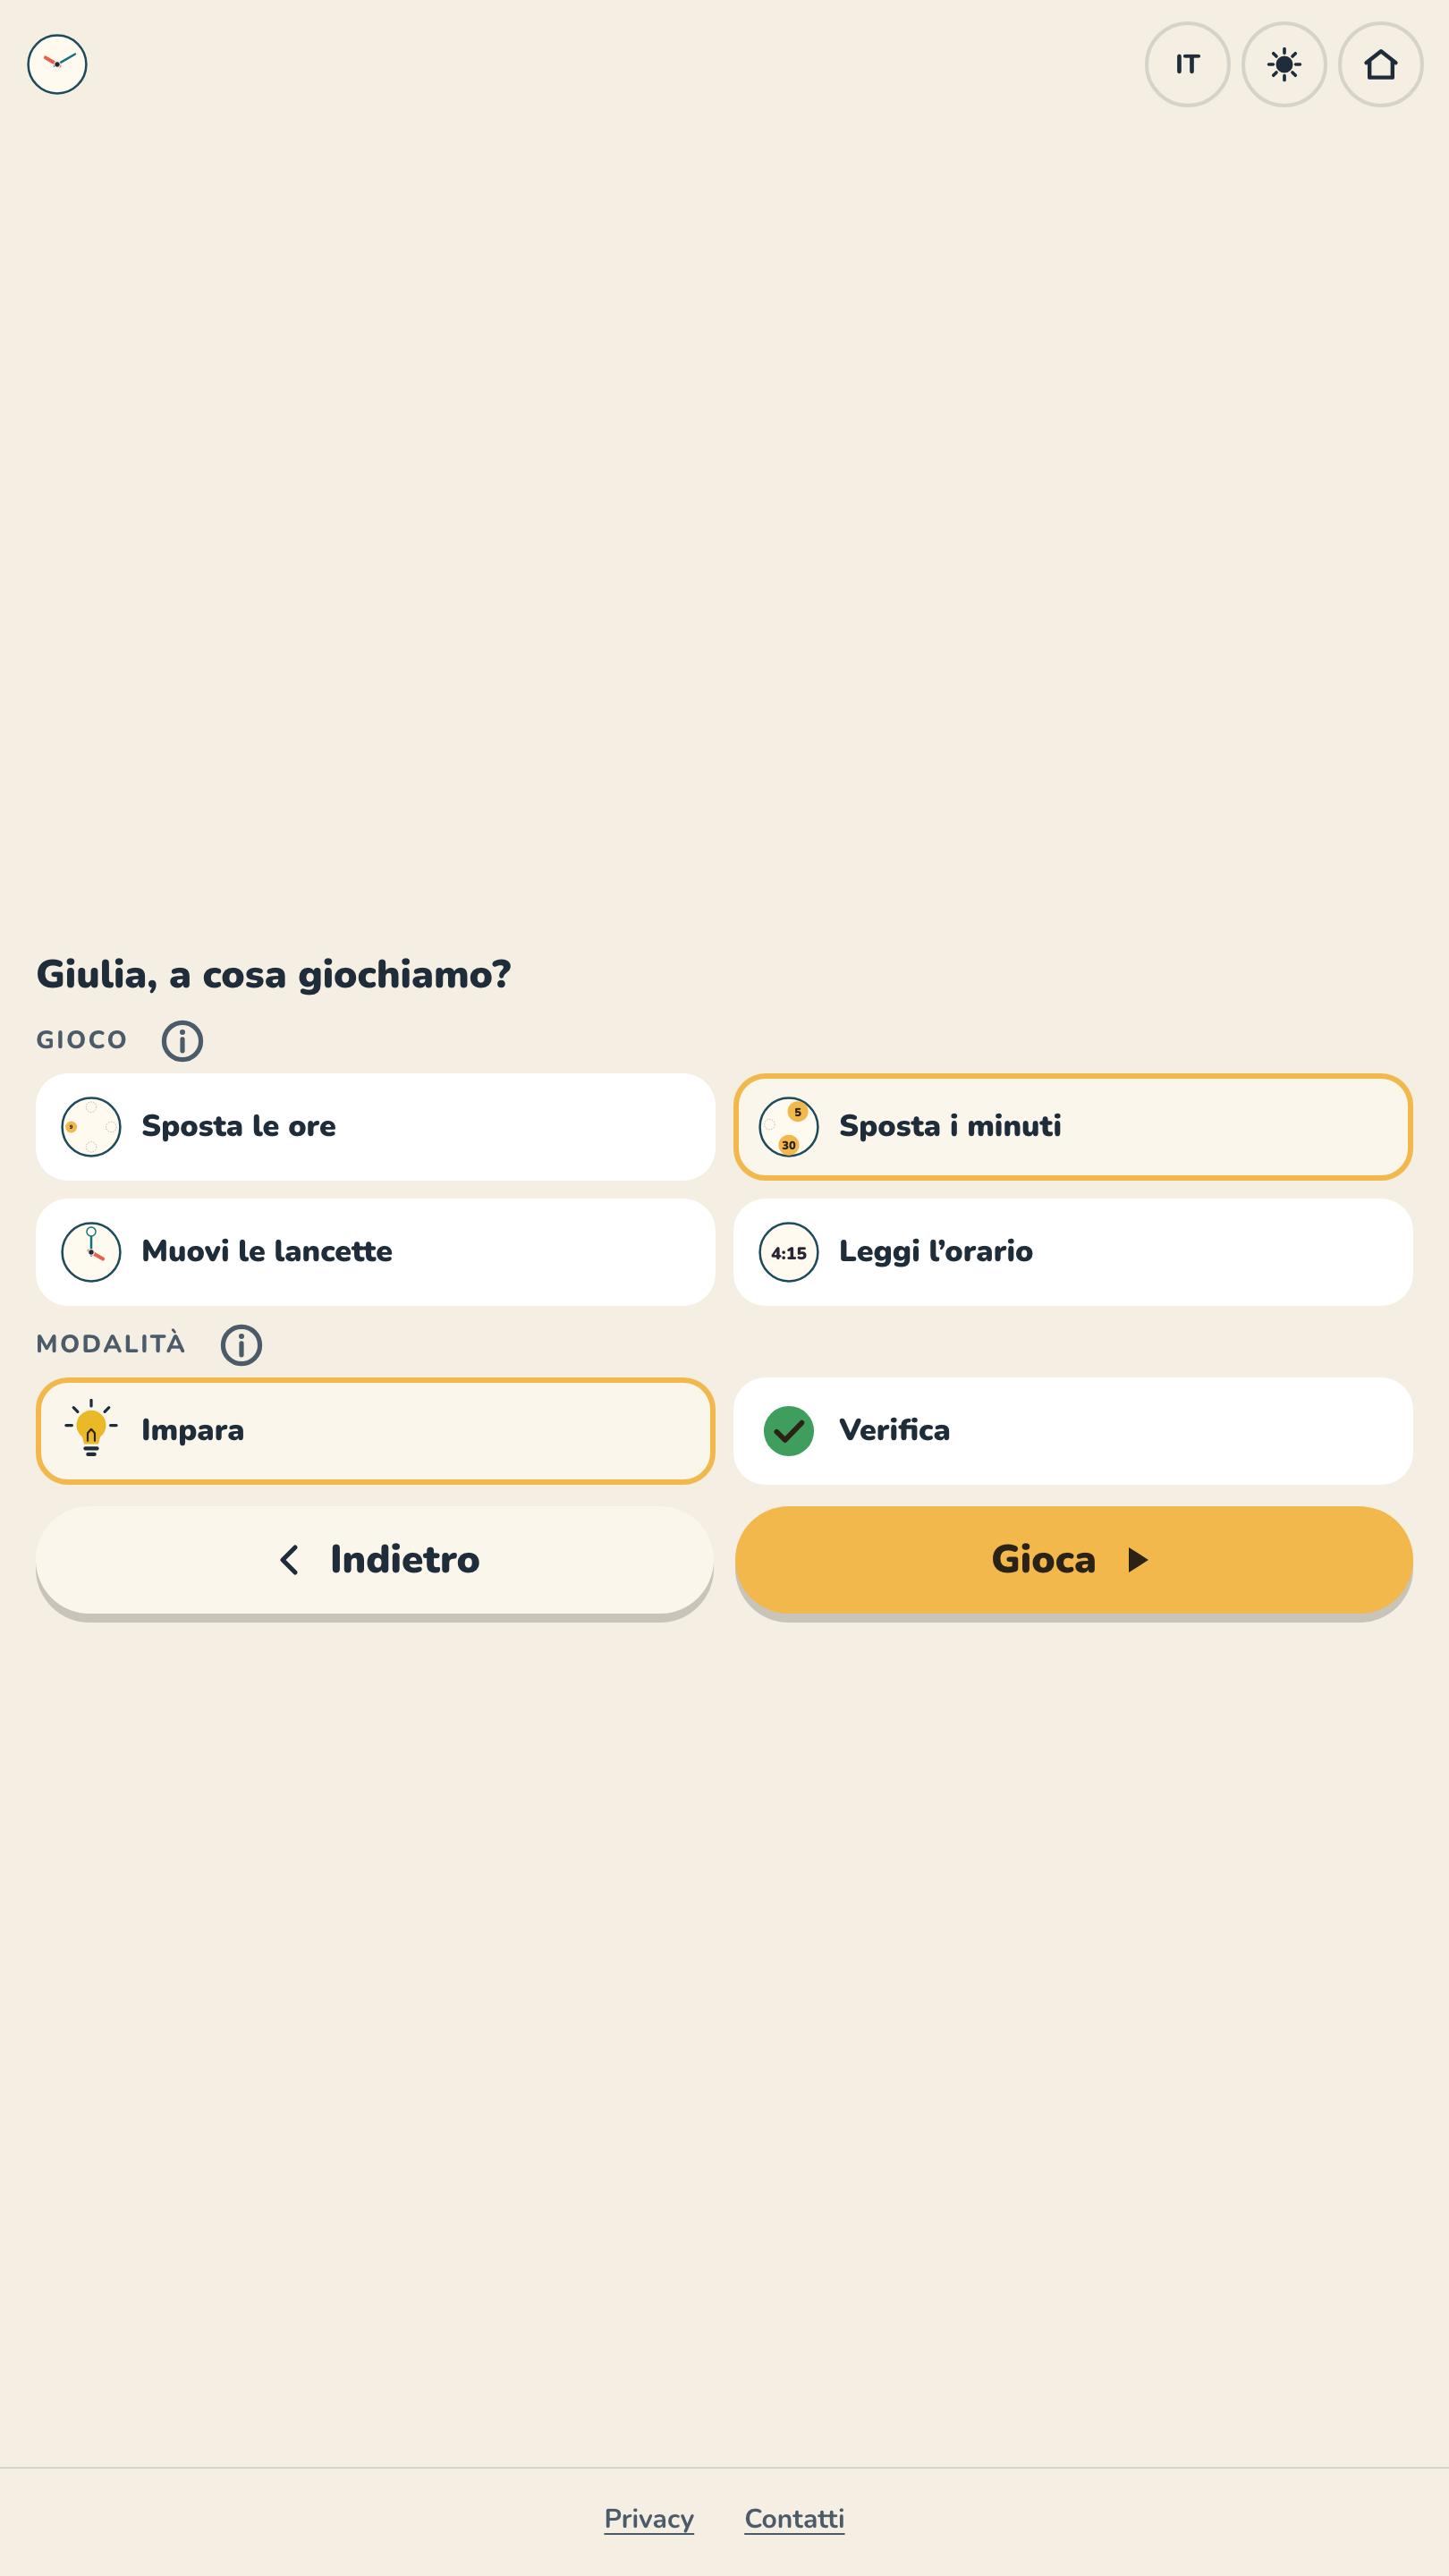 IT
Giulia, a cosa giochiamo?
GIOCO
Sposta le ore
5
30
Sposta i minuti
Muovi le lancette
4:15
Leggi l’orario
MODALITÀ
Impara
Verifica
Indietro
Gioca
Privacy
Contatti